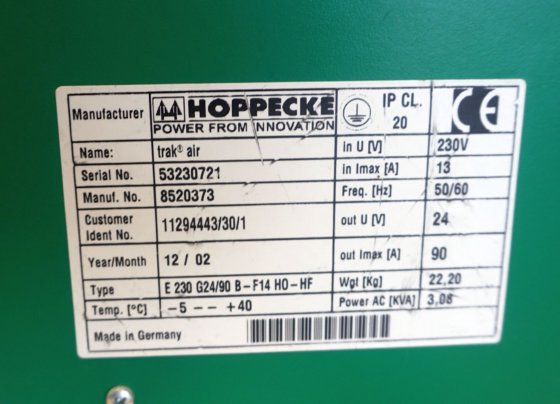 Manufacturer HOPPECKE IP CL. CE
POWER FROM INNOVATION 20
Name: trak® air in U [V] 230V
Serial No. 53230721 in Imax [A] 13
Manuf. No. 8520373 Freq. [Hz] 50/60
Customer Ident No. 11294443/30/1 out U [V] 24
Year/Month 12 / 02 out Imax [A] 90
Type E 230 G24/90 B-F14 HO-HF Wgt [Kg] 22,20
Temp. [°C] -5 -- +40 Power AC [KVA] 3,08
Made in Germany